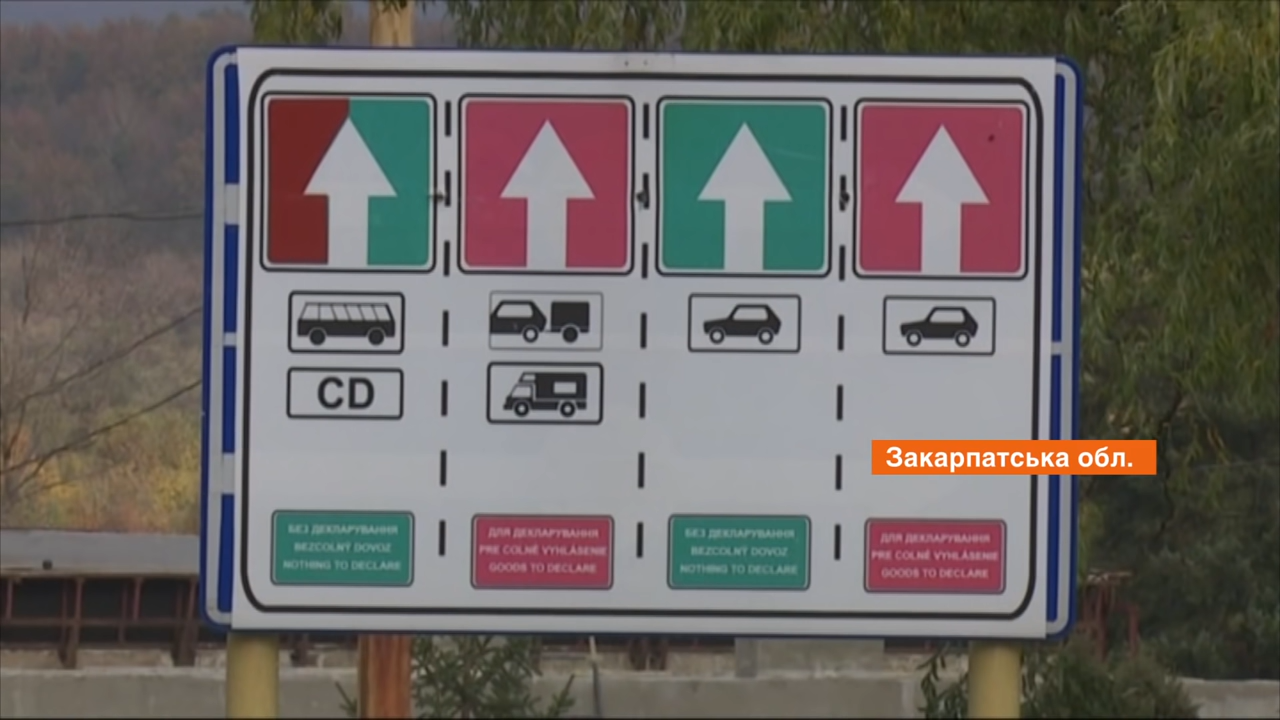 CD
Закарпатська обл.
БЕЗ ДЕКЛАРУВАННЯ
BEZCOLNÝ DOVOZ
NOTHING TO DECLARE
ДЛЯ ДЕКЛАРУВАННЯ
PRE COLNÉ VYHLÁSENIE
GOODS TO DECLARE
БЕЗ ДЕКЛАРУВАННЯ
BEZCOLNÝ DOVOZ
NOTHING TO DECLARE
ДЛЯ ДЕКЛАРУВАННЯ
PRE COLNÉ VYHLÁSENIE
GOODS TO DECLARE